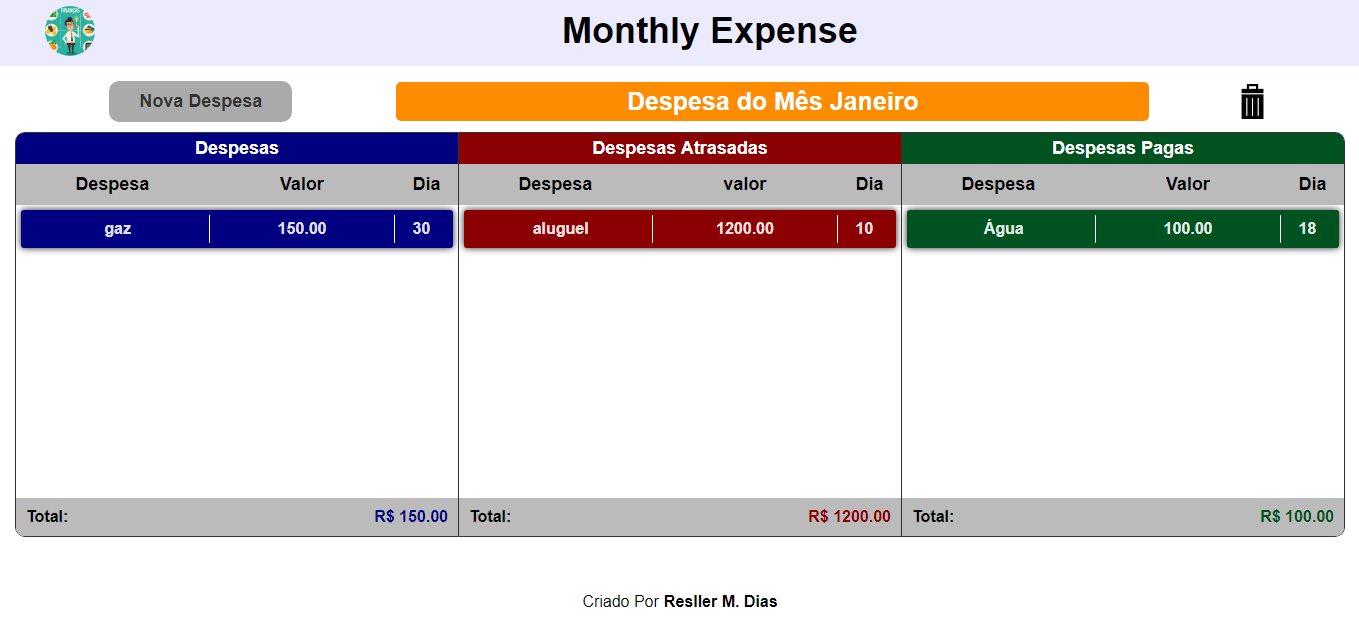 FINANÇAS
Monthly Expense
Nova Despesa
Despesa do Mês Janeiro
Despesas
Despesas Atrasadas
Despesas Pagas
Despesa Valor Dia
Despesa valor Dia
Despesa Valor Dia
gaz 150.00 30
aluguel 1200.00 10
Água 100.00 18
Total: R$ 150.00
Total: R$ 1200.00
Total: R$ 100.00
Criado Por Resller M. Dias